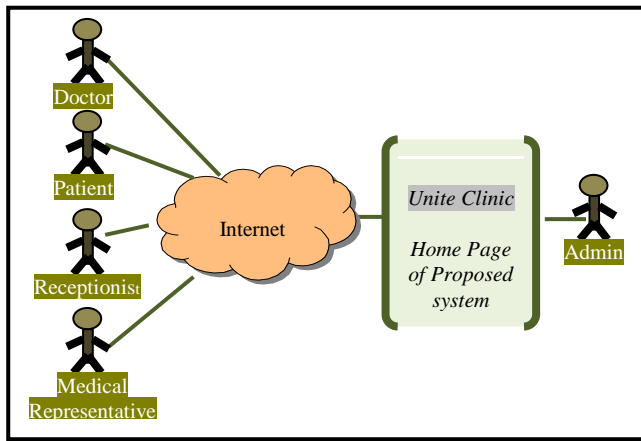 Doctor
Patient
Receptionist
Medical
Representative
Internet
Unite Clinic
Home Page
of Proposed
system
Admin